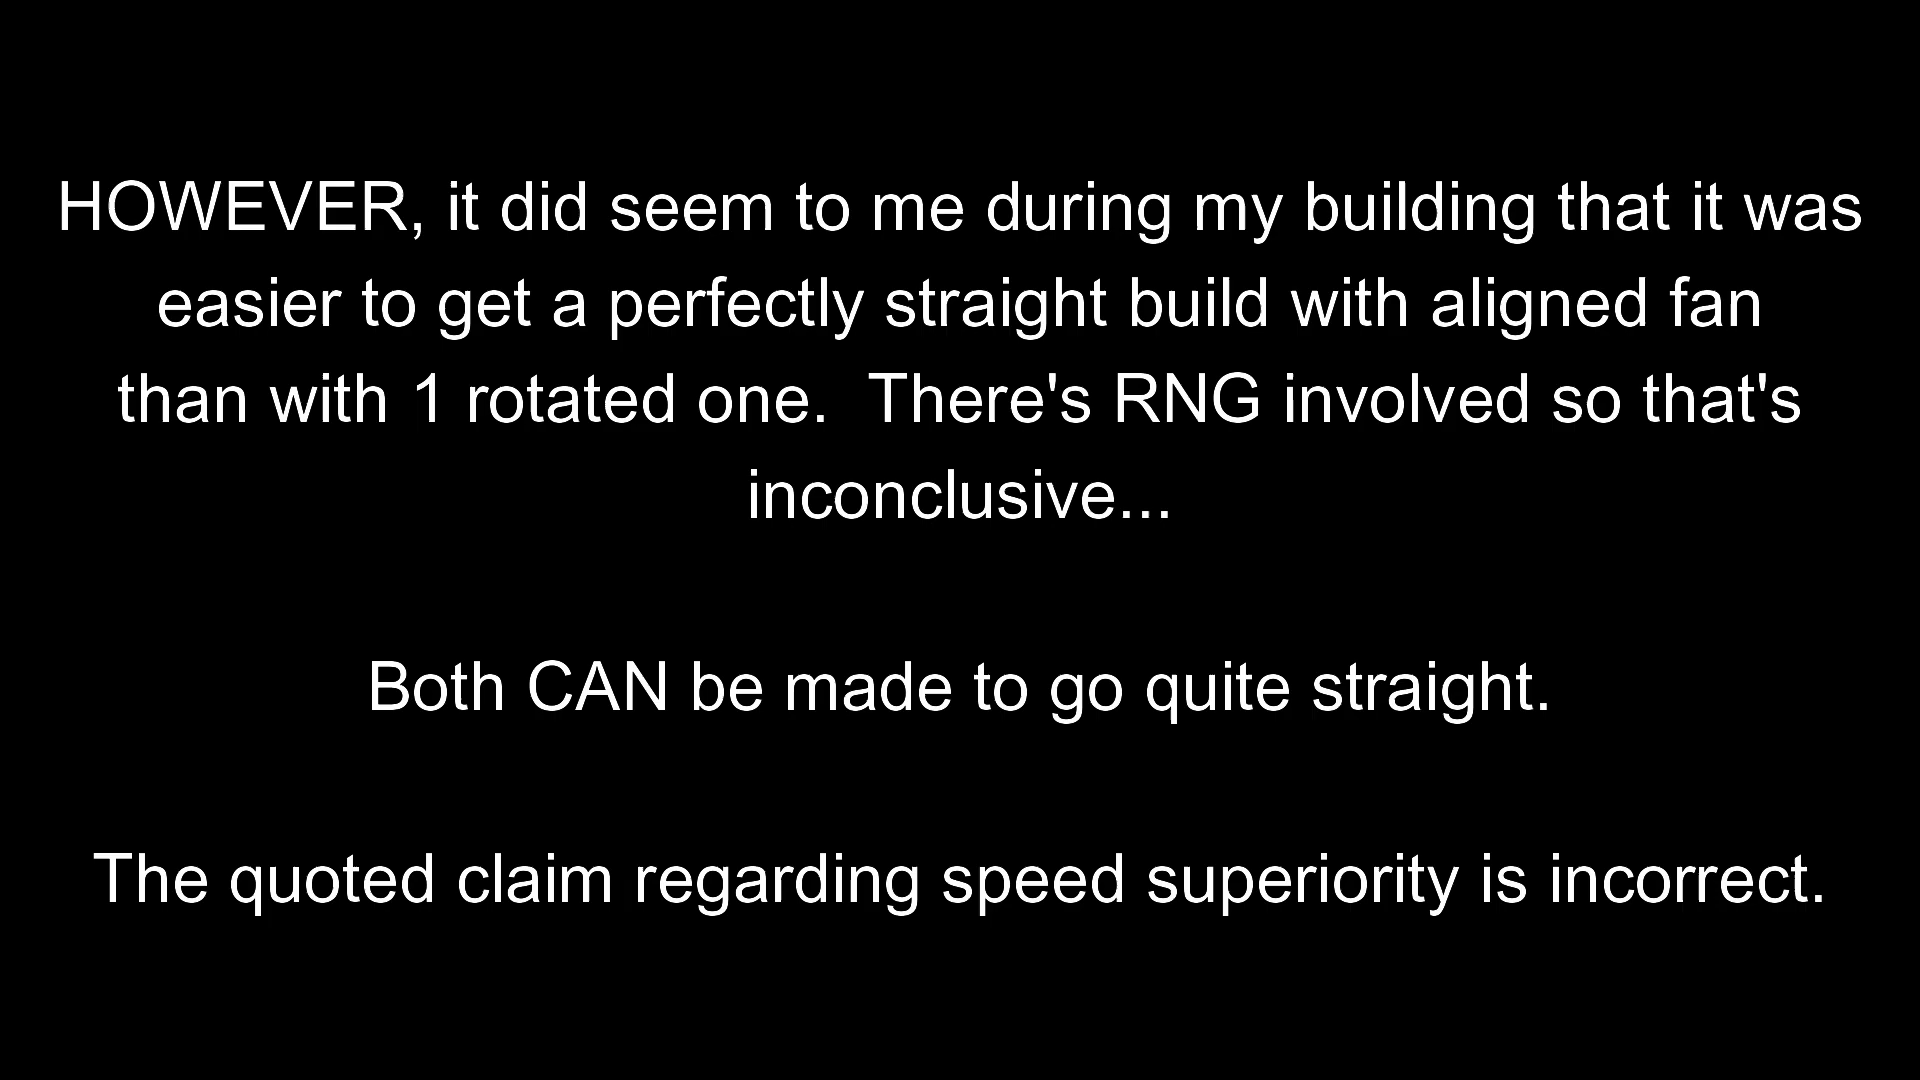 HOWEVER, it did seem to me during my building that it was
easier to get a perfectly straight build with aligned fan
than with 1 rotated one.  There's RNG involved so that's
inconclusive...
Both CAN be made to go quite straight.
The quoted claim regarding speed superiority is incorrect.